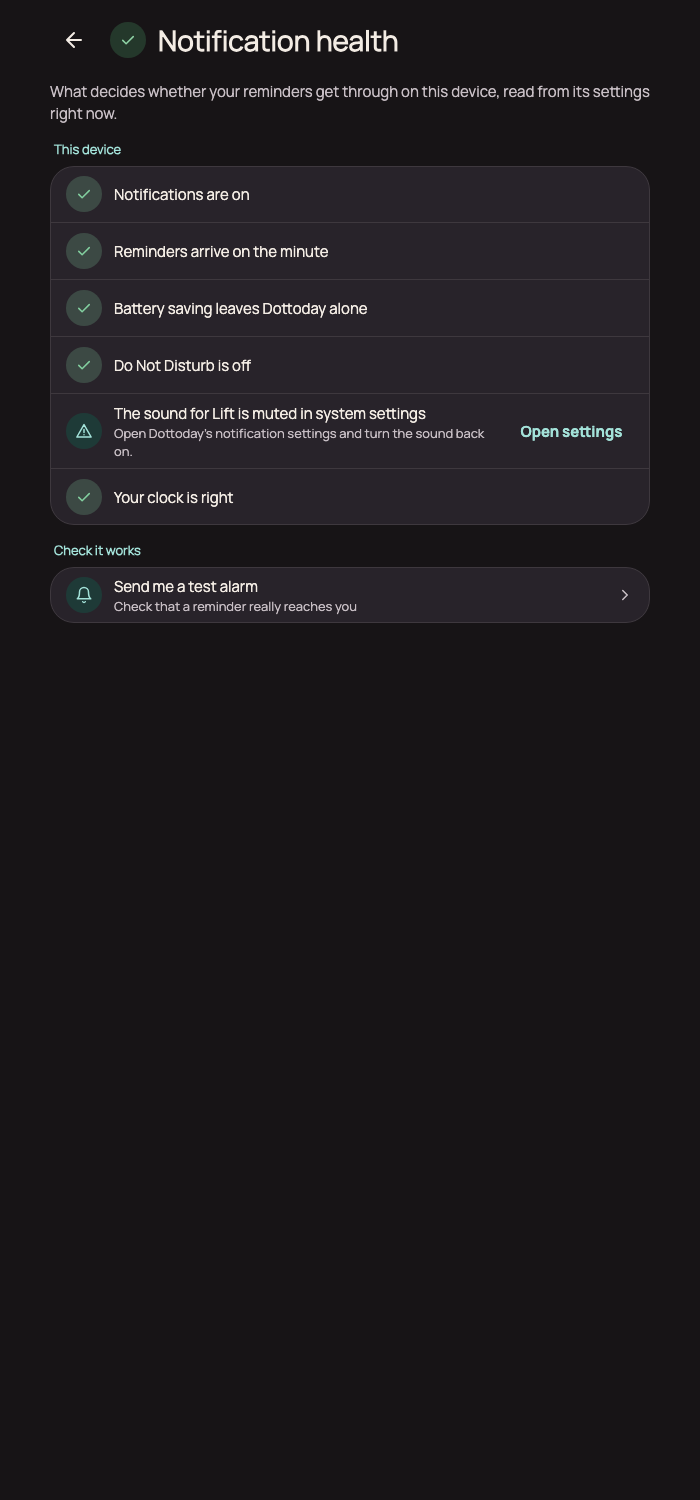 Notification health
What decides whether your reminders get through on this device, read from its settings
right now.
This device
Notifications are on
Reminders arrive on the minute
Battery saving leaves Dottoday alone
Do Not Disturb is off
The sound for Lift is muted in system settings
Open Dottoday's notification settings and turn the sound back
on.
Open settings
Your clock is right
Check it works
Send me a test alarm
Check that a reminder really reaches you